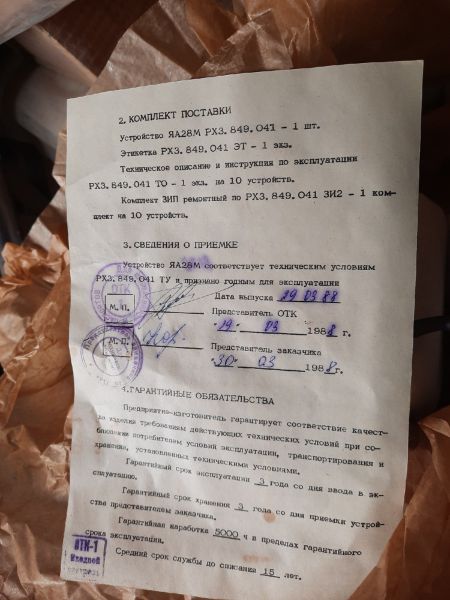 2. КОМПЛЕКТ ПОСТАВКИ
Устройство ЯА28М РХ3.849.041 - 1 шт.
Этикетка РХ3.849.041 ЭТ - 1 экз.
Техническое описание и инструкция по эксплуатации
РХ3.849.041 ТО - 1 экз. на 10 устройств.
Комплект ЗИП ремонтный по РХ3.849.041 ЗИ2 - 1 ком-
плект на 10 устройств.
3. СВЕДЕНИЯ О ПРИЕМКЕ
Устройство ЯА28М соответствует техническим условиям
РХ3.849.041 ТУ и признано годным для эксплуатации
ОТК
М.П.
Дата выпуска 29 03 88
Представитель ОТК
"29" 03 1988 г.
М.П.
Представитель заказчика
"30" 03 1988г.
4.ГАРАНТИЙНЫЕ ОБЯЗАТЕЛЬСТВА
Предприятие-изготовитель гарантирует соответствие качест-
ва изделия требованиям действующих технических условий при со-
блюдении потребителем условий эксплуатации, транспортирования и
хранения, установленных техническими условиями.
Гарантийный срок эксплуатации 3 года со дня ввода в эк-
сплуатацию.
Гарантийный срок хранения 3 года со дня приемки устрой-
ства представителем заказчика.
Гарантийная наработка 5000 ч в пределах гарантийного
срока эксплуатации.
Средний срок службы до списания 15 лет.
ОТК-1
Входной